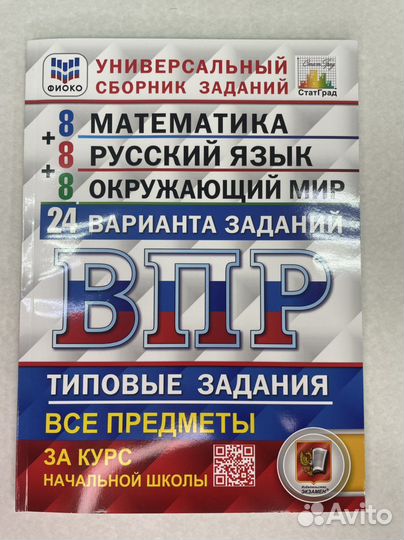 ФИОКО
УНИВЕРСАЛЬНЫЙ
СБОРНИК ЗАДАНИЙ
СтатГрад
8 МАТЕМАТИКА
+
8 РУССКИЙ ЯЗЫК
+
8 ОКРУЖАЮЩИЙ МИР
24 ВАРИАНТА ЗАДАНИЙ
ВПР
ТИПОВЫЕ ЗАДАНИЯ
ВСЕ ПРЕДМЕТЫ
ЗА КУРС
НАЧАЛЬНОЙ ШКОЛЫ
ЭКЗАМЕН
Avito